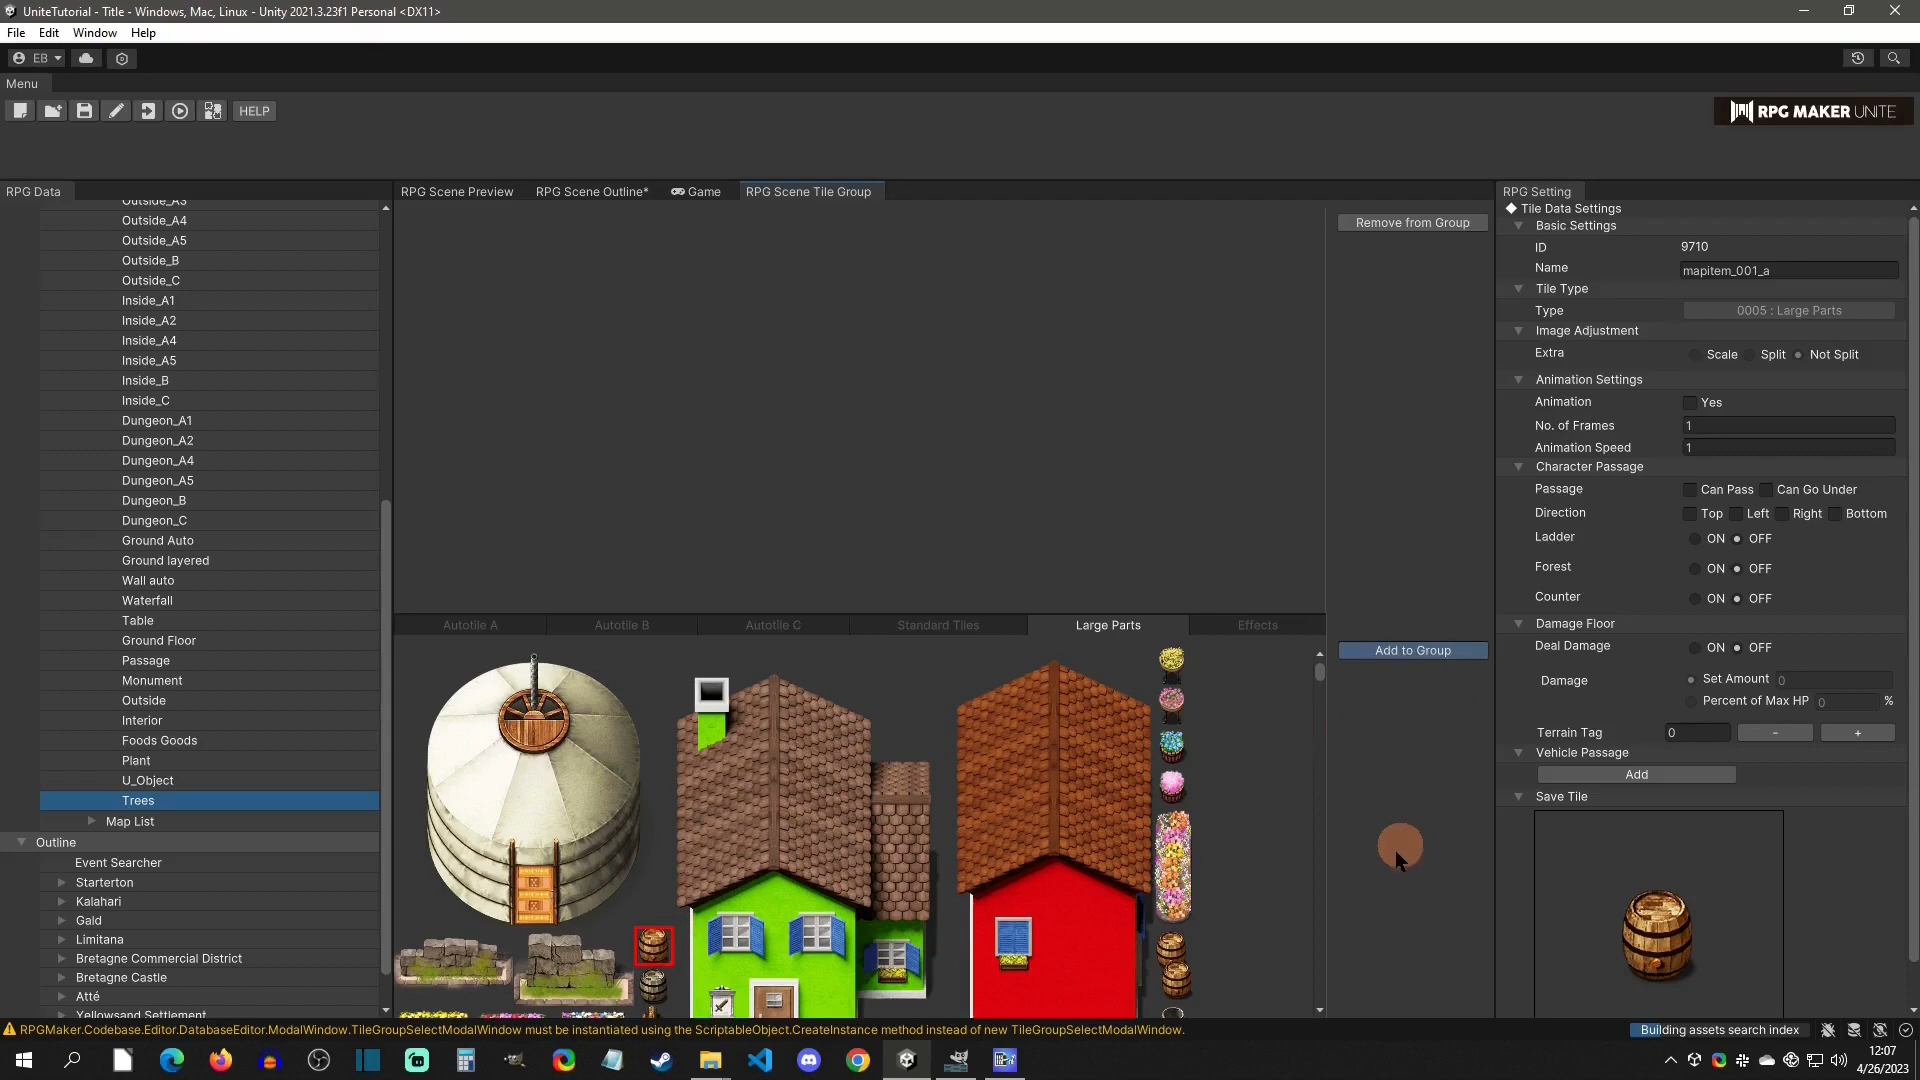 UniteTutorial - Title - Windows, Mac, Linux - Unity 2021.3.23f1 Personal <DX11>
File Edit Window Help
EB
Menu
HELP
RPG MAKER UNITE
RPG Data
RPG Scene Preview RPG Scene Outline* Game RPG Scene Tile Group
RPG Setting
Outside_A3
Outside_A4
Outside_A5
Outside_B
Outside_C
Inside_A1
Inside_A2
Inside_A4
Inside_A5
Inside_B
Inside_C
Dungeon_A1
Dungeon_A2
Dungeon_A4
Dungeon_A5
Dungeon_B
Dungeon_C
Ground Auto
Ground layered
Wall auto
Waterfall
Table
Ground Floor
Passage
Monument
Outside
Interior
Foods Goods
Plant
U_Object
Trees
Map List
Outline
Event Searcher
Starterton
Kalahari
Gald
Limitana
Bretagne Commercial District
Bretagne Castle
Atté
Yellowsand Settlement
Remove from Group
Autotile A Autotile B Autotile C Standard Tiles Large Parts Effects
Add to Group
Tile Data Settings
Basic Settings
ID 9710
Name mapitem_001_a
Tile Type
Type 0005 : Large Parts
Image Adjustment
Extra Scale Split Not Split
Animation Settings
Animation Yes
No. of Frames 1
Animation Speed 1
Character Passage
Passage Can Pass Can Go Under
Direction Top Left Right Bottom
Ladder ON OFF
Forest ON OFF
Counter ON OFF
Damage Floor
Deal Damage ON OFF
Damage Set Amount 0
Percent of Max HP 0 %
Terrain Tag 0 - +
Vehicle Passage
Add
Save Tile
RPGMaker.Codebase.Editor.DatabaseEditor.ModalWindow.TileGroupSelectModalWindow must be instantiated using the ScriptableObject.CreateInstance method instead of new TileGroupSelectModalWindow.
Building assets search index
12:07
4/26/2023